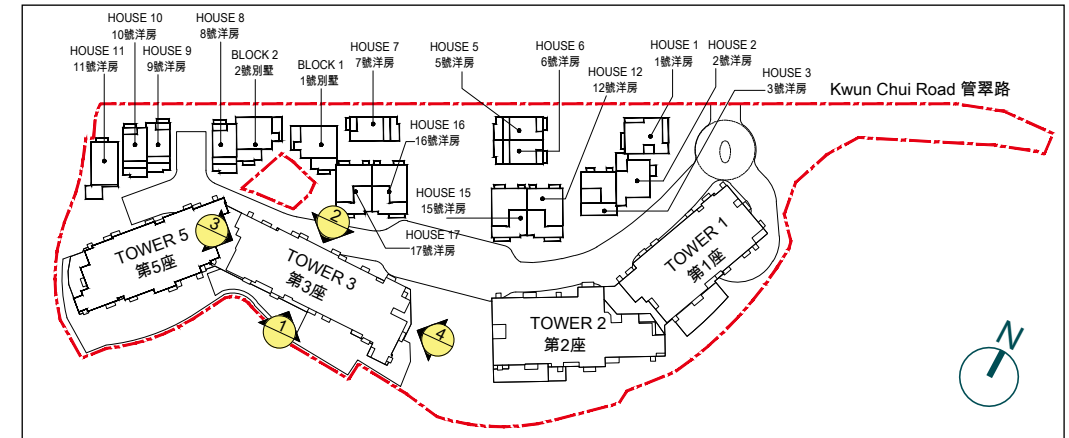 HOUSE 10
10號洋房
HOUSE 8
8號洋房
HOUSE 11
11號洋房
HOUSE 9
9號洋房
BLOCK 2
2號別墅
BLOCK 1
1號別墅
HOUSE 7
7號洋房
HOUSE 5
5號洋房
HOUSE 6
6號洋房
HOUSE 12
12號洋房
HOUSE 1
1號洋房
HOUSE 2
2號洋房
HOUSE 3
3號洋房
Kwun Chui Road 管翠路
HOUSE 16
16號洋房
HOUSE 15
15號洋房
HOUSE 17
17號洋房
TOWER 5
第5座
3
2
TOWER 3
第3座
1
4
TOWER 2
第2座
TOWER 1
第1座
N